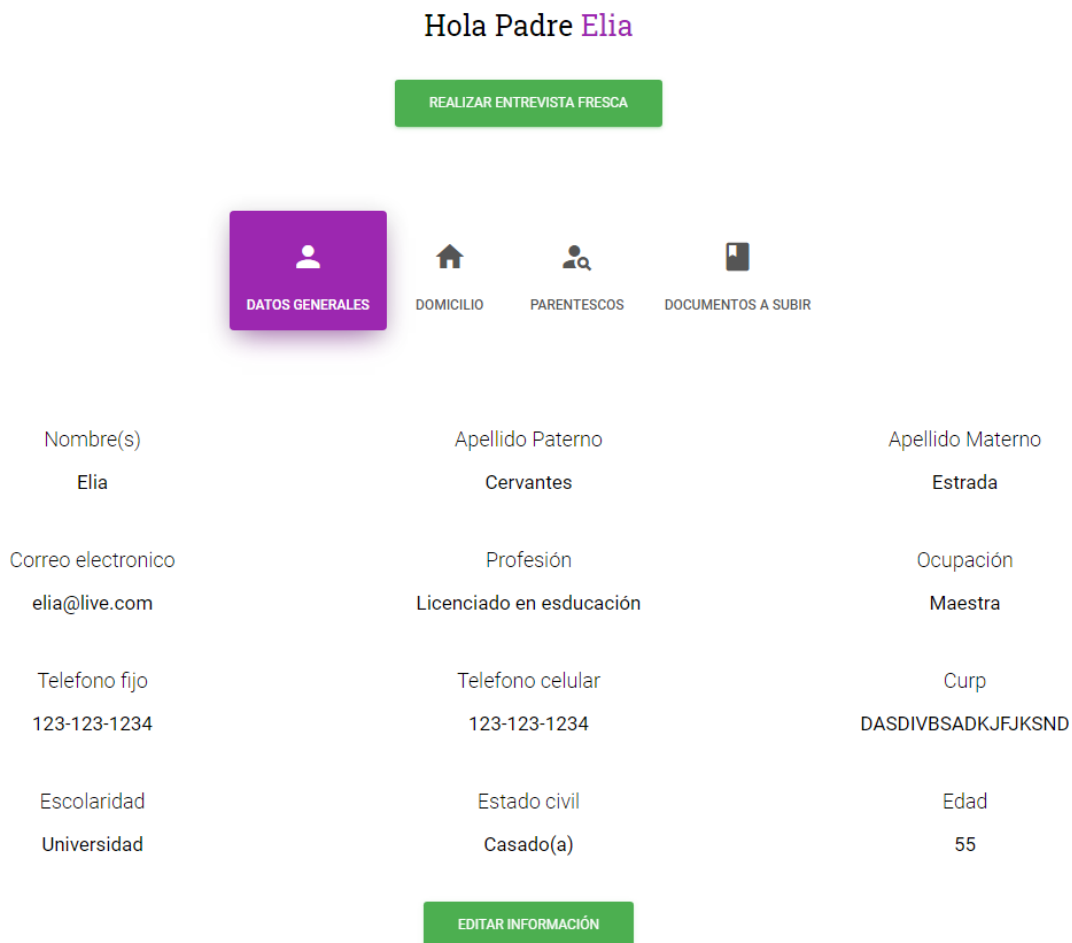 Hola Padre Elia
REALIZAR ENTREVISTA FRESCA
DATOS GENERALES DOMICILIO PARENTESCOS DOCUMENTOS A SUBIR
Nombre(s) Apellido Paterno Apellido Materno
Elia Cervantes Estrada
Correo electronico Profesión Ocupación
elia@live.com Licenciado en esducación Maestra
Telefono fijo Telefono celular Curp
123-123-1234 123-123-1234 DASDIVBSADKJFJKSND
Escolaridad Estado civil Edad
Universidad Casado(a) 55
EDITAR INFORMACIÓN